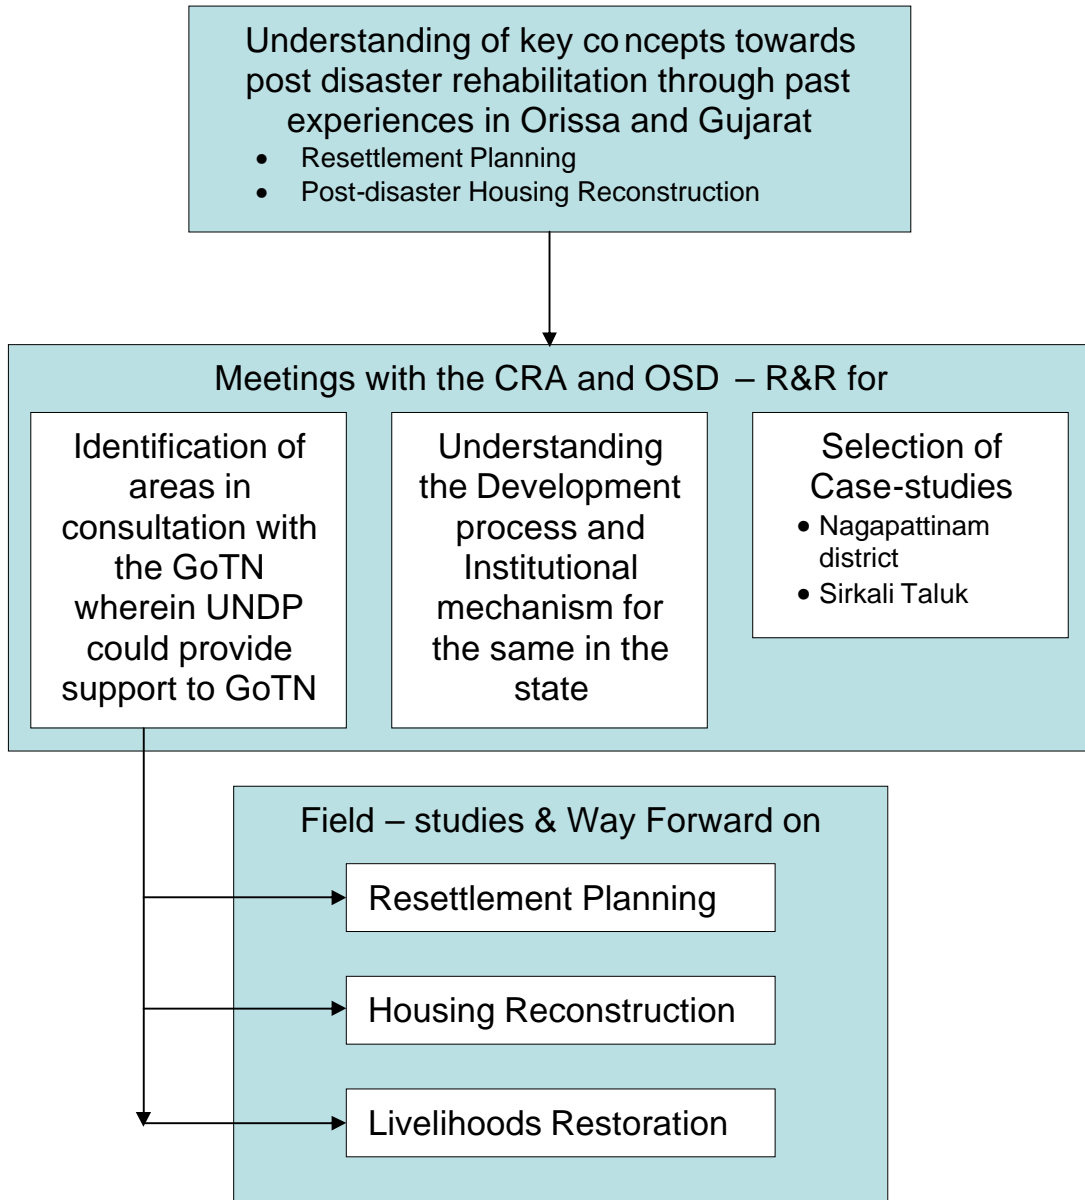 Understanding of key concepts towards
post disaster rehabilitation through past
experiences in Orissa and Gujarat
• Resettlement Planning
• Post-disaster Housing Reconstruction
Meetings with the CRA and OSD – R&R for
Identification of
areas in
consultation with
the GoTN
wherein UNDP
could provide
support to GoTN
Understanding
the Development
process and
Institutional
mechanism for
the same in the
state
Selection of
Case-studies
• Nagapattinam
district
• Sirkali Taluk
Field – studies & Way Forward on
Resettlement Planning
Housing Reconstruction
Livelihoods Restoration